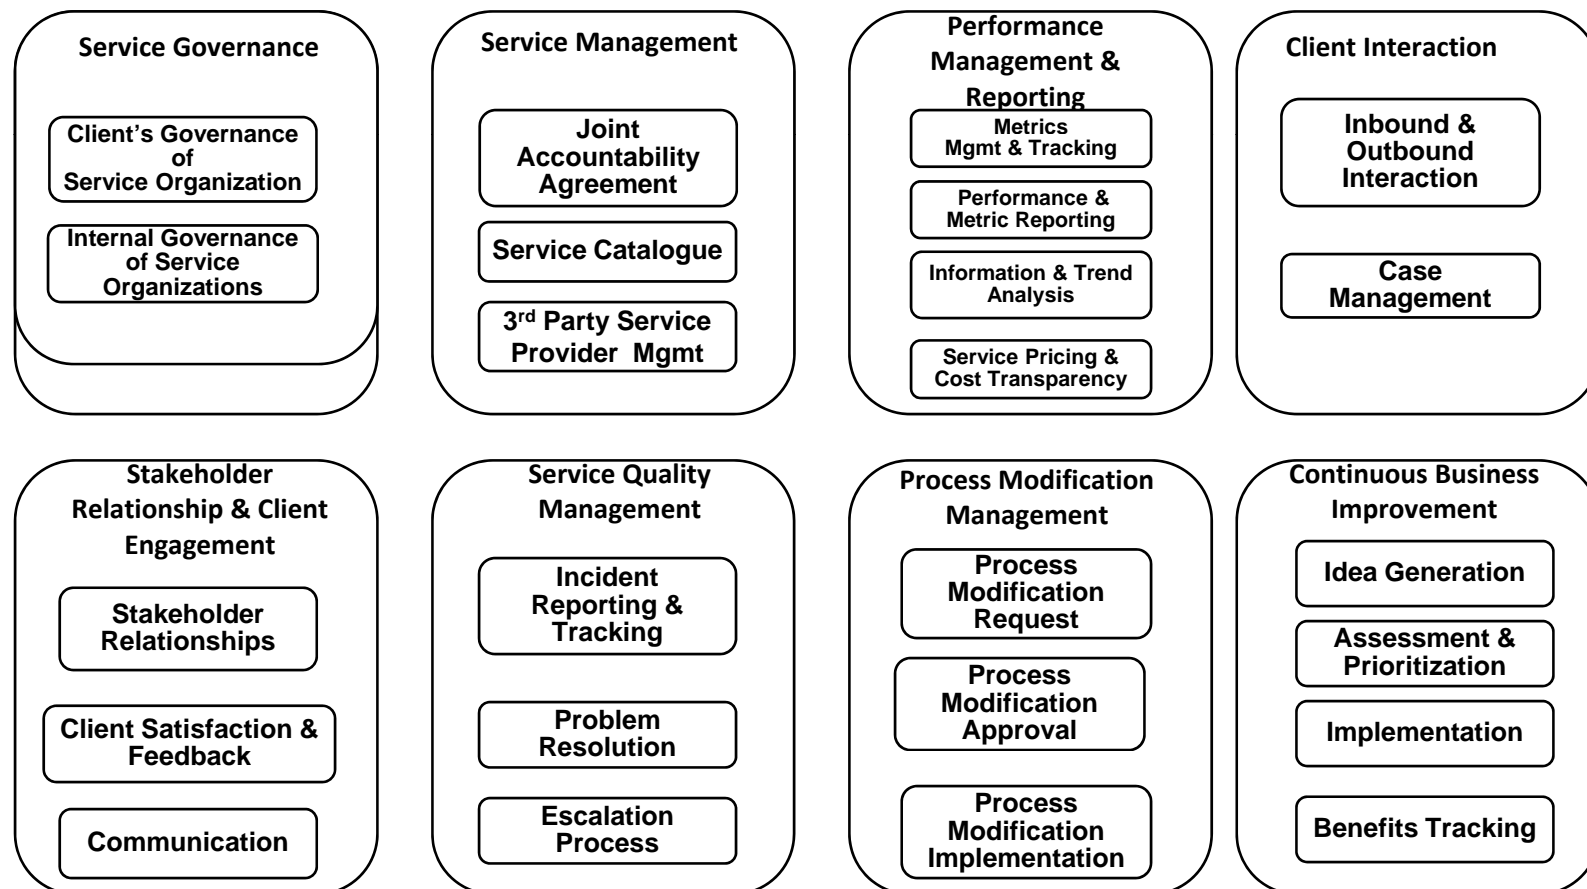 Service Governance
Client's Governance
of
Service Organization
Internal Governance
of Service
Organizations
Service Management
Joint
Accountability
Agreement
Service Catalogue
3rd Party Service
Provider Mgmt
Performance
Management &
Reporting
Metrics
Mgmt & Tracking
Performance &
Metric Reporting
Information & Trend
Analysis
Service Pricing &
Cost Transparency
Client Interaction
Inbound &
Outbound
Interaction
Case
Management
Stakeholder
Relationship & Client
Engagement
Stakeholder
Relationships
Client Satisfaction &
Feedback
Communication
Service Quality
Management
Incident
Reporting &
Tracking
Problem
Resolution
Escalation
Process
Process Modification
Management
Process
Modification
Request
Process
Modification
Approval
Process
Modification
Implementation
Continuous Business
Improvement
Idea Generation
Assessment &
Prioritization
Implementation
Benefits Tracking